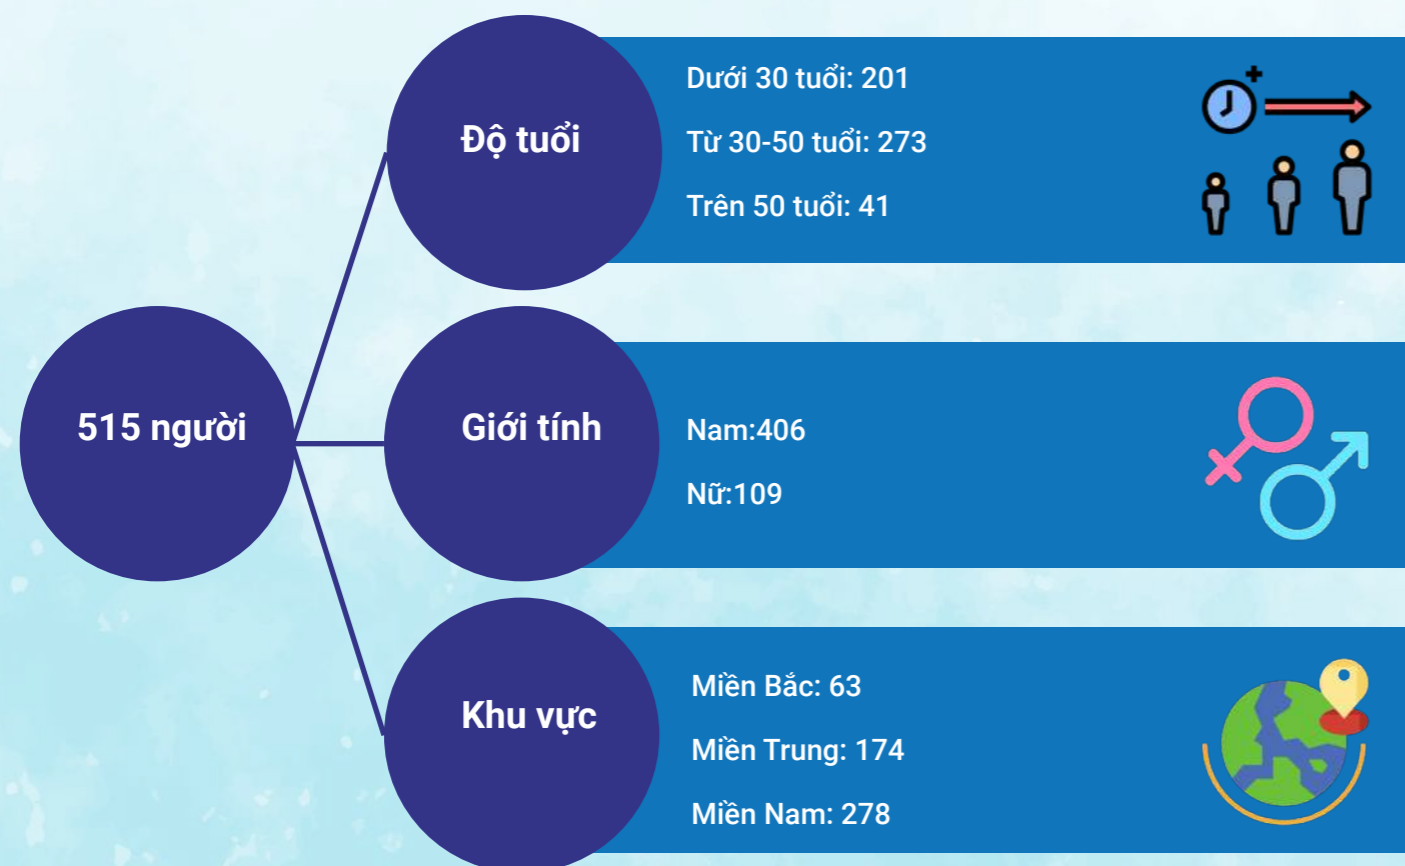 515 người
Độ tuổi
Dưới 30 tuổi: 201
Từ 30-50 tuổi: 273
Trên 50 tuổi: 41
Giới tính
Nam:406
Nữ:109
Khu vực
Miền Bắc: 63
Miền Trung: 174
Miền Nam: 278